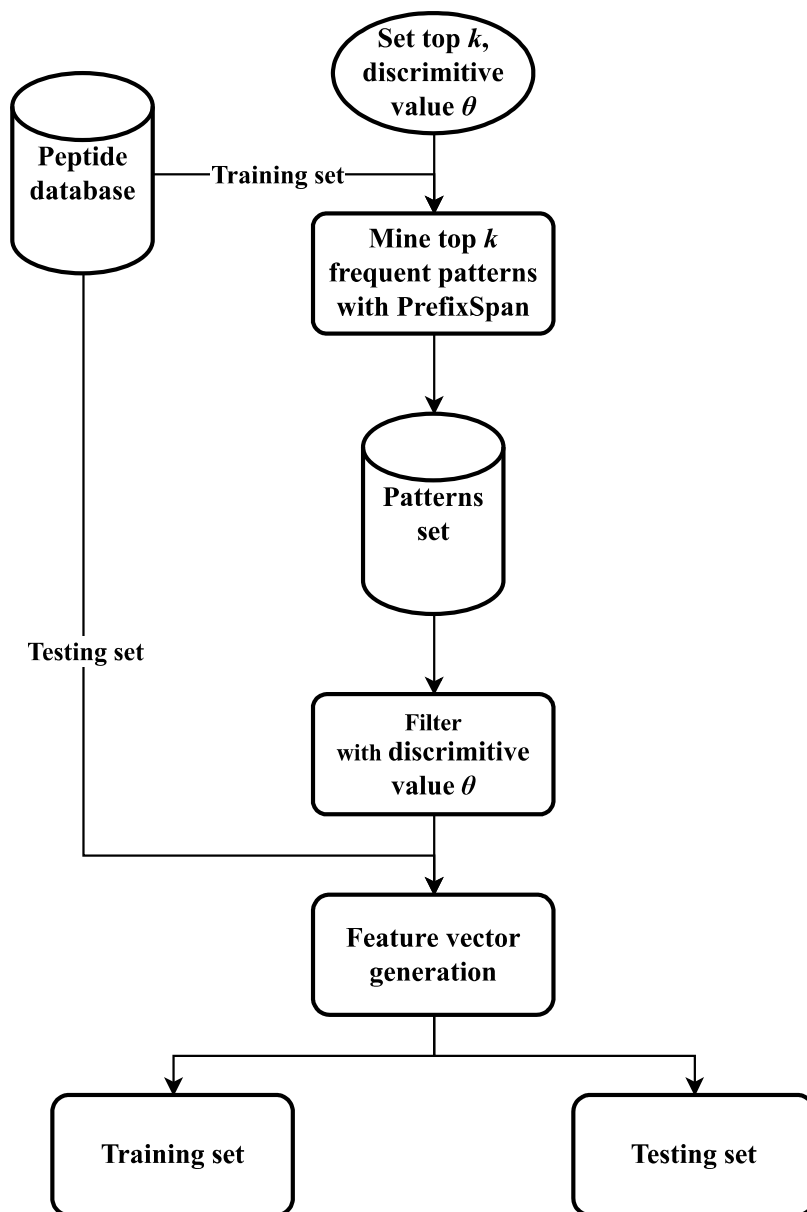 Set top k,
discrimitive
value θ
Peptide
database
Training set
Mine top k
frequent patterns
with PrefixSpan
Patterns
set
Testing set
Filter
with discrimitive
value θ
Feature vector
generation
Training set
Testing set